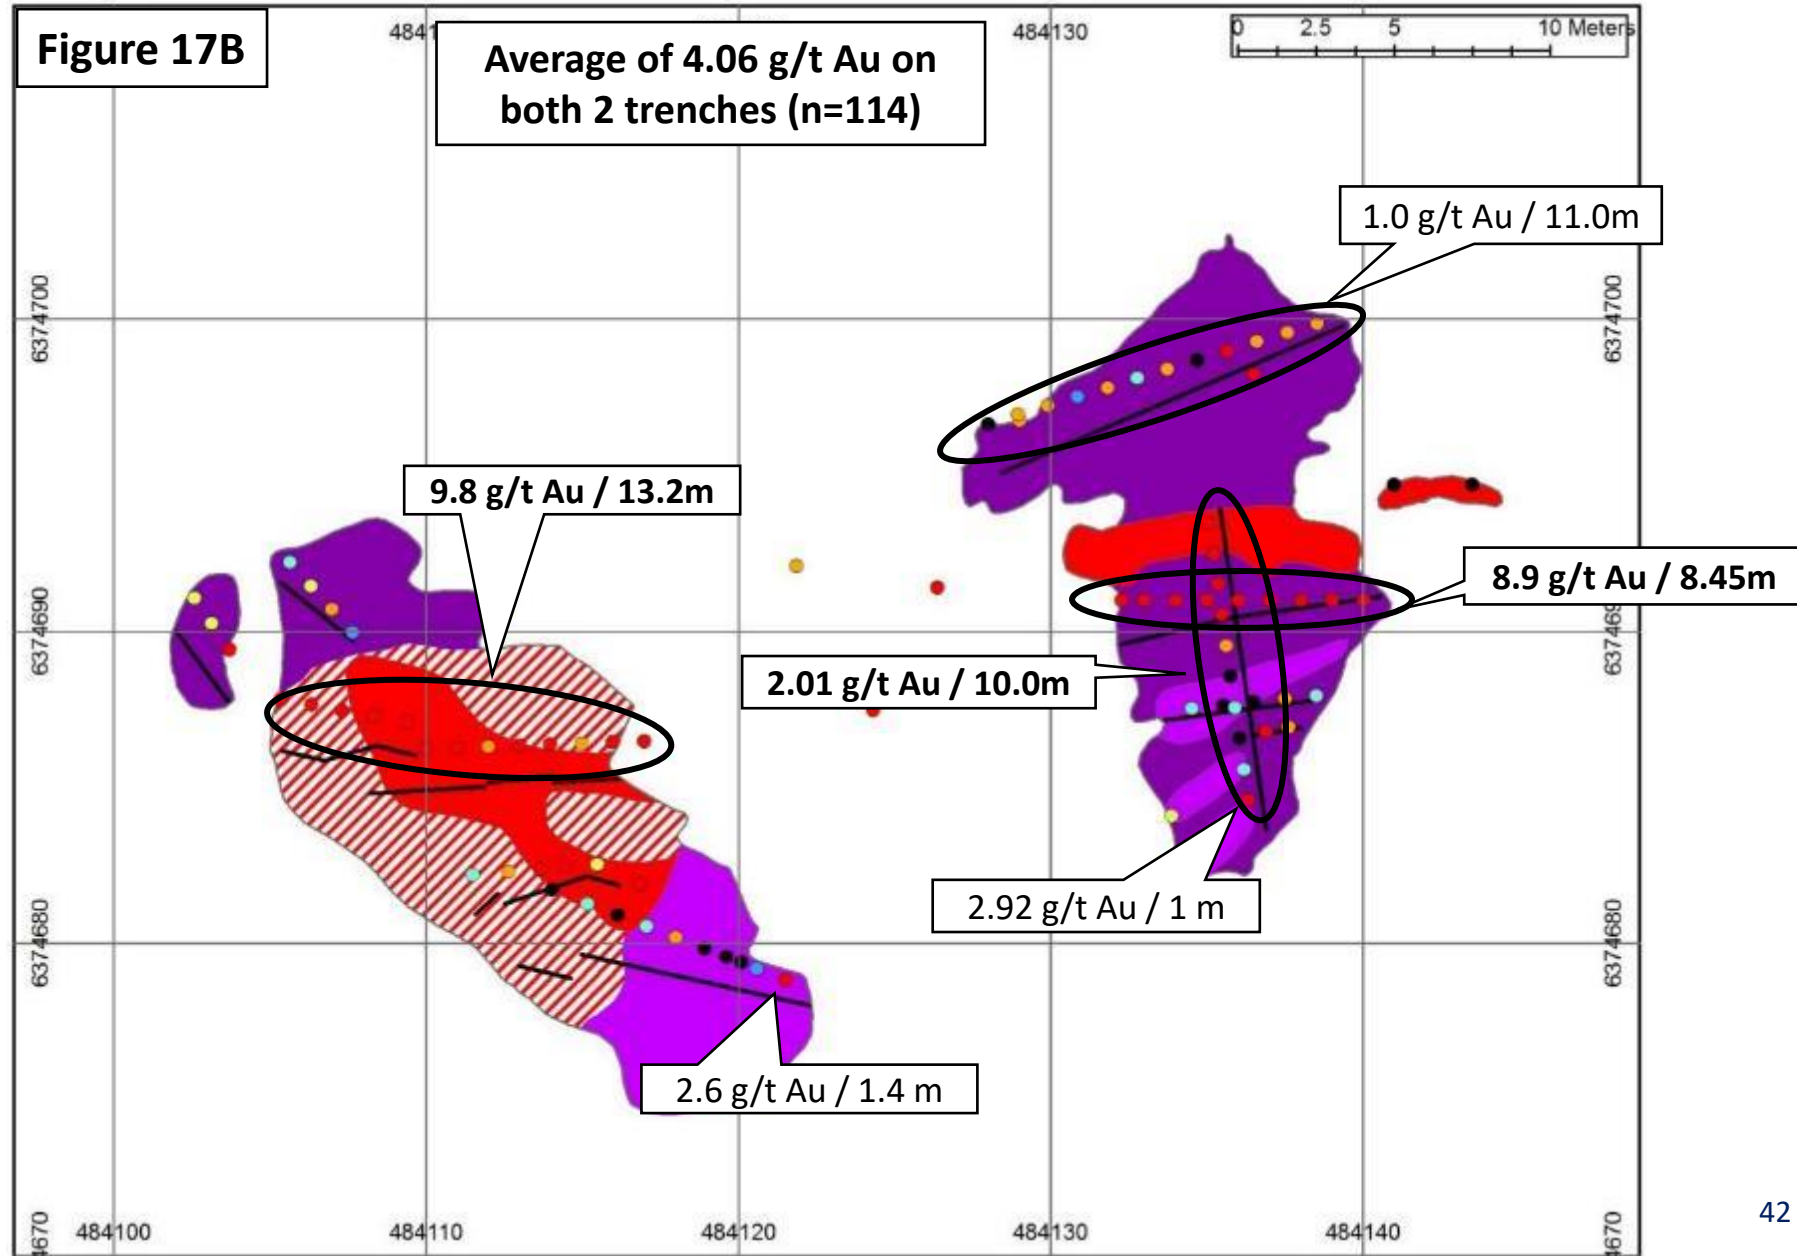 Figure 17B
Average of 4.06 g/t Au on
both 2 trenches (n=114)
484130
0 2.5 5 10 Meters
1.0 g/t Au / 11.0m
6374700
6374700
9.8 g/t Au / 13.2m
8.9 g/t Au / 8.45m
6374690
2.01 g/t Au / 10.0m
2.92 g/t Au / 1 m
6374680
6374680
2.6 g/t Au / 1.4 m
484100
484110
484120
484130
484140
42